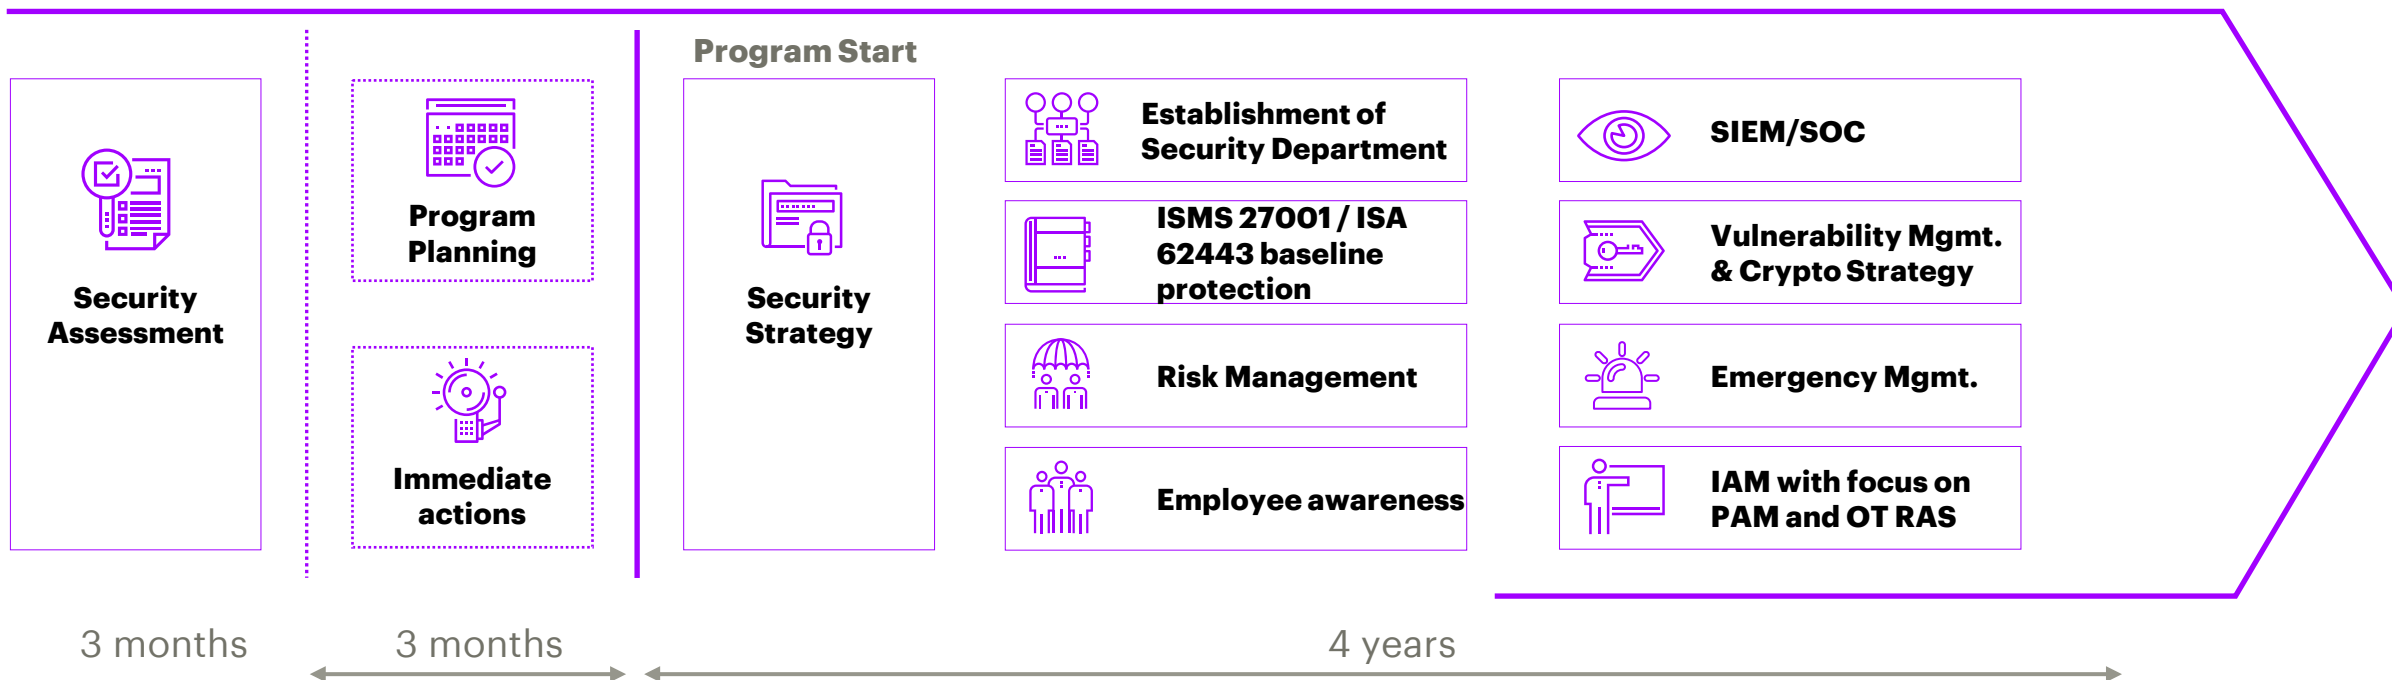 Program Start
Security
Assessment
Program
Planning
Immediate
actions
Security
Strategy
Establishment of
Security Department
ISMS 27001 / ISA
62443 baseline
protection
Risk Management
Employee awareness
SIEM/SOC
Vulnerability Mgmt.
& Crypto Strategy
Emergency Mgmt.
IAM with focus on
PAM and OT RAS
3 months
3 months
4 years